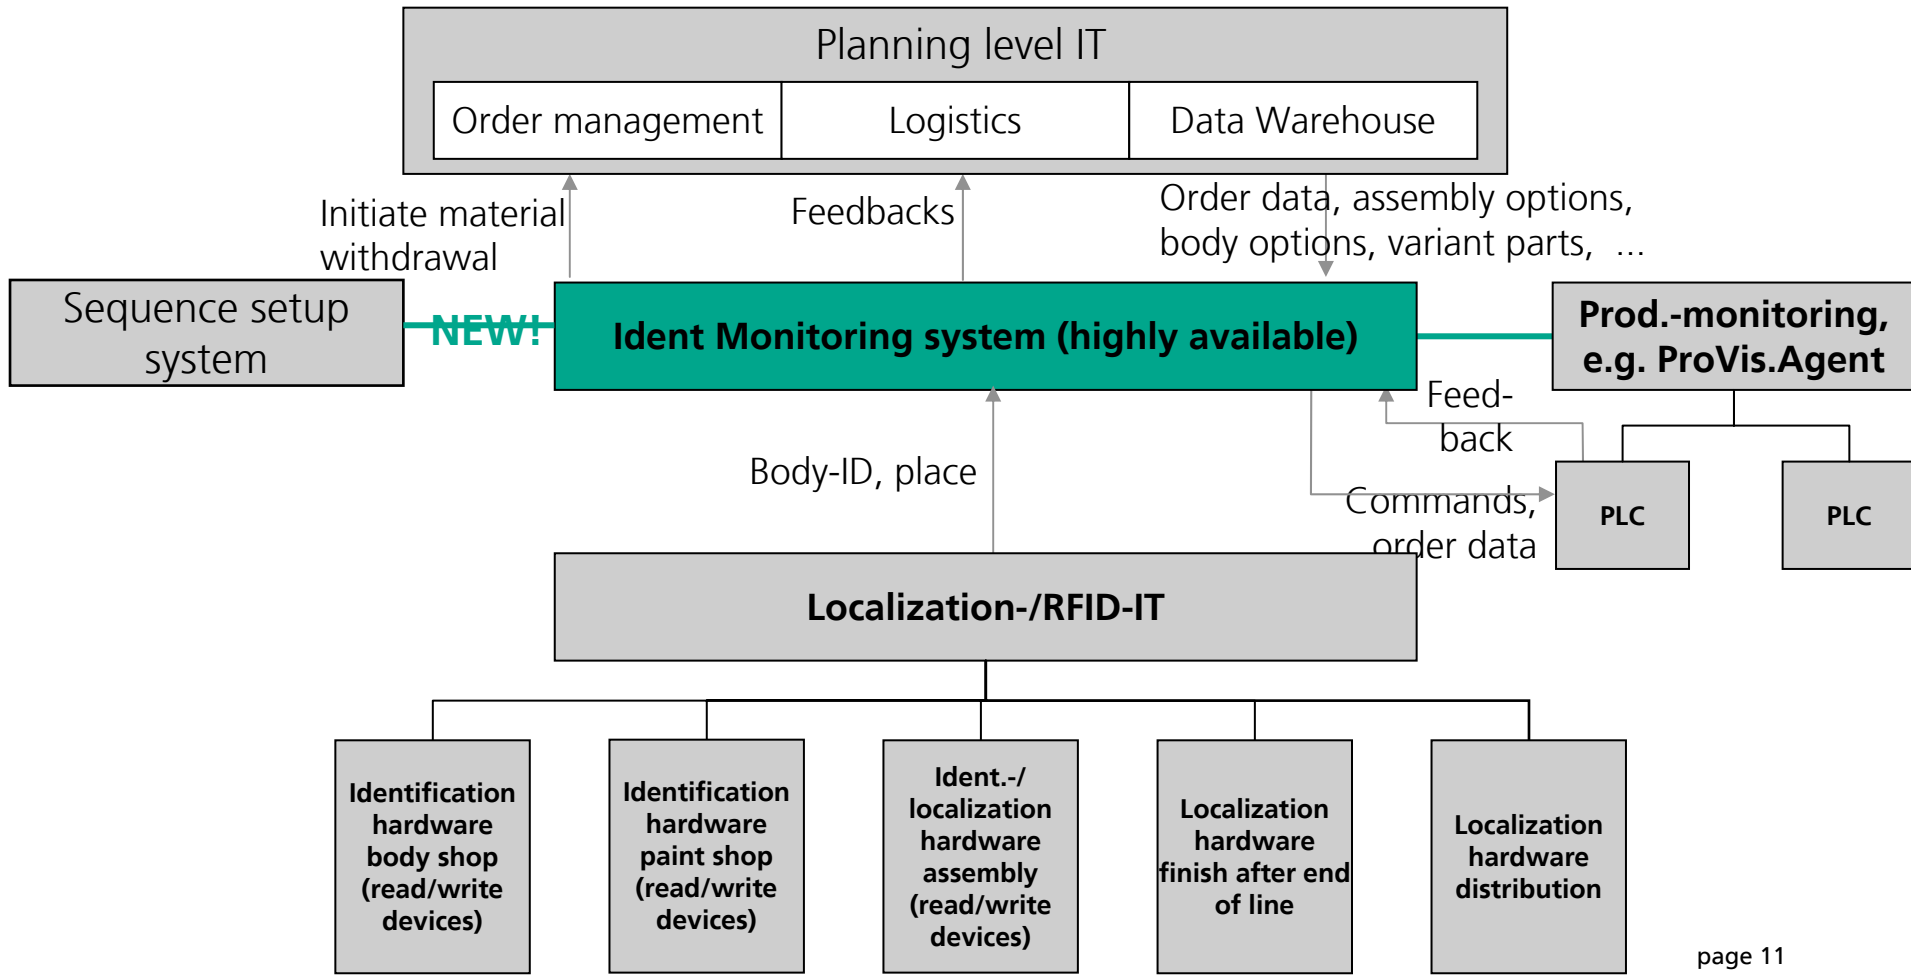 Planning level IT
Order management
Logistics
Data Warehouse
Initiate material
withdrawal
Feedbacks
Order data, assembly options,
body options, variant parts, ...
Sequence setup
system
NEW!
Ident Monitoring system (highly available)
Prod.-monitoring,
e.g. ProVis.Agent
Feed-
back
Body-ID, place
Commands,
order data
PLC
PLC
Localization-/RFID-IT
Identification
hardware
body shop
(read/write
devices)
Identification
hardware
paint shop
(read/write
devices)
Ident.-/
localization
hardware
assembly
(read/write
devices)
Localization
hardware
finish after end
of line
Localization
hardware
distribution
page 11